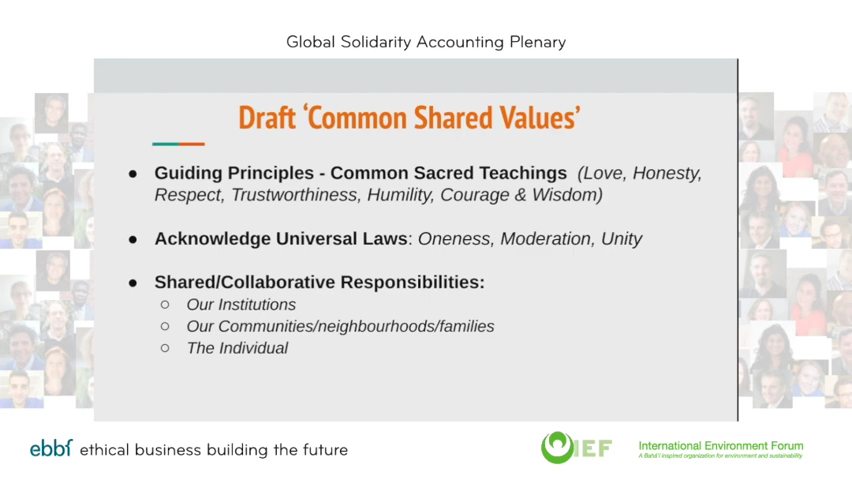 Global Solidarity Accounting Plenary
Draft ‘Common Shared Values’
● Guiding Principles - Common Sacred Teachings (Love, Honesty,
Respect, Trustworthiness, Humility, Courage & Wisdom)
● Acknowledge Universal Laws: Oneness, Moderation, Unity
● Shared/Collaborative Responsibilities:
○ Our Institutions
○ Our Communities/neighbourhoods/families
○ The Individual
ebbf ethical business building the future
IEF International Environment Forum
A Bahá'í inspired organization for environment and sustainability